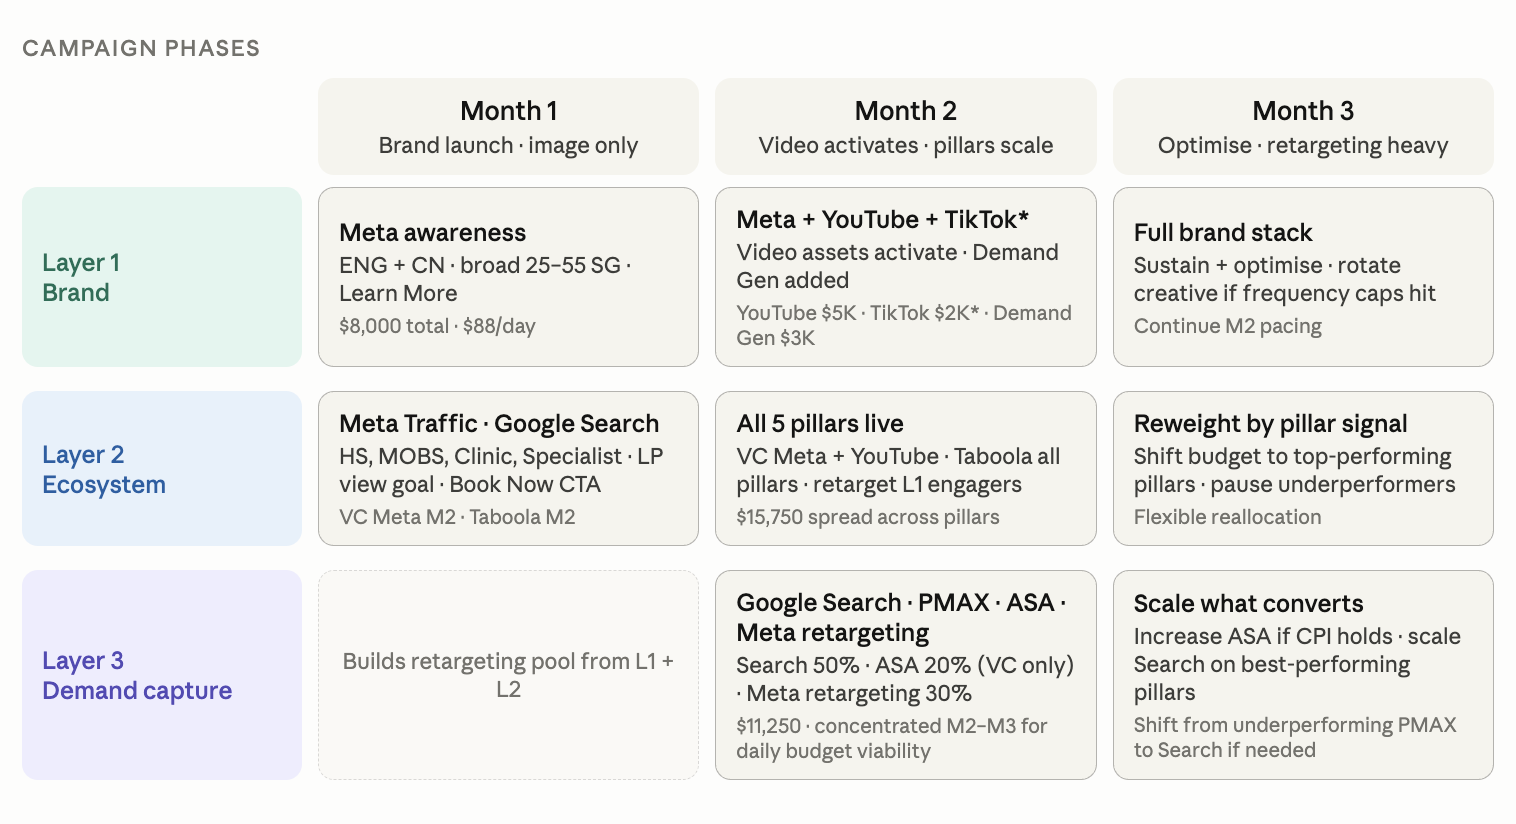 CAMPAIGN PHASES
Month 1
Brand launch · image only
Month 2
Video activates · pillars scale
Month 3
Optimise · retargeting heavy
Layer 1
Brand
Meta awareness
ENG + CN · broad 25–55 SG ·
Learn More
$8,000 total · $88/day
Meta + YouTube + TikTok*
Video assets activate · Demand
Gen added
YouTube $5K · TikTok $2K* · Demand
Gen $3K
Full brand stack
Sustain + optimise · rotate
creative if frequency caps hit
Continue M2 pacing
Layer 2
Ecosystem
Meta Traffic · Google Search
HS, MOBS, Clinic, Specialist · LP
view goal · Book Now CTA
VC Meta M2 · Taboola M2
All 5 pillars live
VC Meta + YouTube · Taboola all
pillars · retarget L1 engagers
$15,750 spread across pillars
Reweight by pillar signal
Shift budget to top-performing
pillars · pause underperformers
Flexible reallocation
Layer 3
Demand capture
Builds retargeting pool from L1 +
L2
Google Search · PMAX · ASA ·
Meta retargeting
Search 50% · ASA 20% (VC only)
· Meta retargeting 30%
$11,250 · concentrated M2–M3 for
daily budget viability
Scale what converts
Increase ASA if CPI holds · scale
Search on best-performing
pillars
Shift from underperforming PMAX
to Search if needed